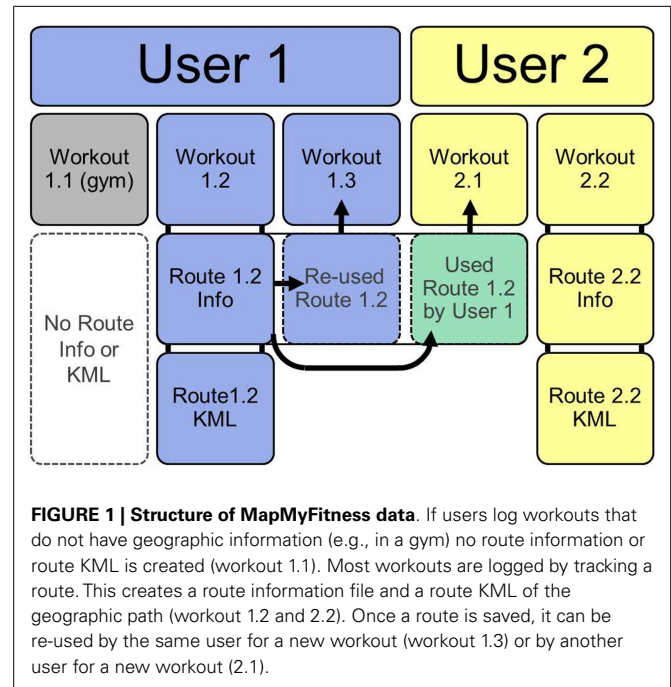 User 1
User 2
Workout
1.1 (gym)
Workout
1.2
Workout
1.3
Workout
2.1
Workout
2.2
No Route
Info or
KML
Route 1.2
Info
Re-used
Route 1.2
Used
Route 1.2
by User 1
Route 2.2
Info
Route1.2
KML
Route 2.2
KML
FIGURE 1 | Structure of MapMyFitness data. If users log workouts that
do not have geographic information (e.g., in a gym) no route information or
route KML is created (workout 1.1). Most workouts are logged by tracking a
route. This creates a route information file and a route KML of the
geographic path (workout 1.2 and 2.2). Once a route is saved, it can be
re-used by the same user for a new workout (workout 1.3) or by another
user for a new workout (2.1).